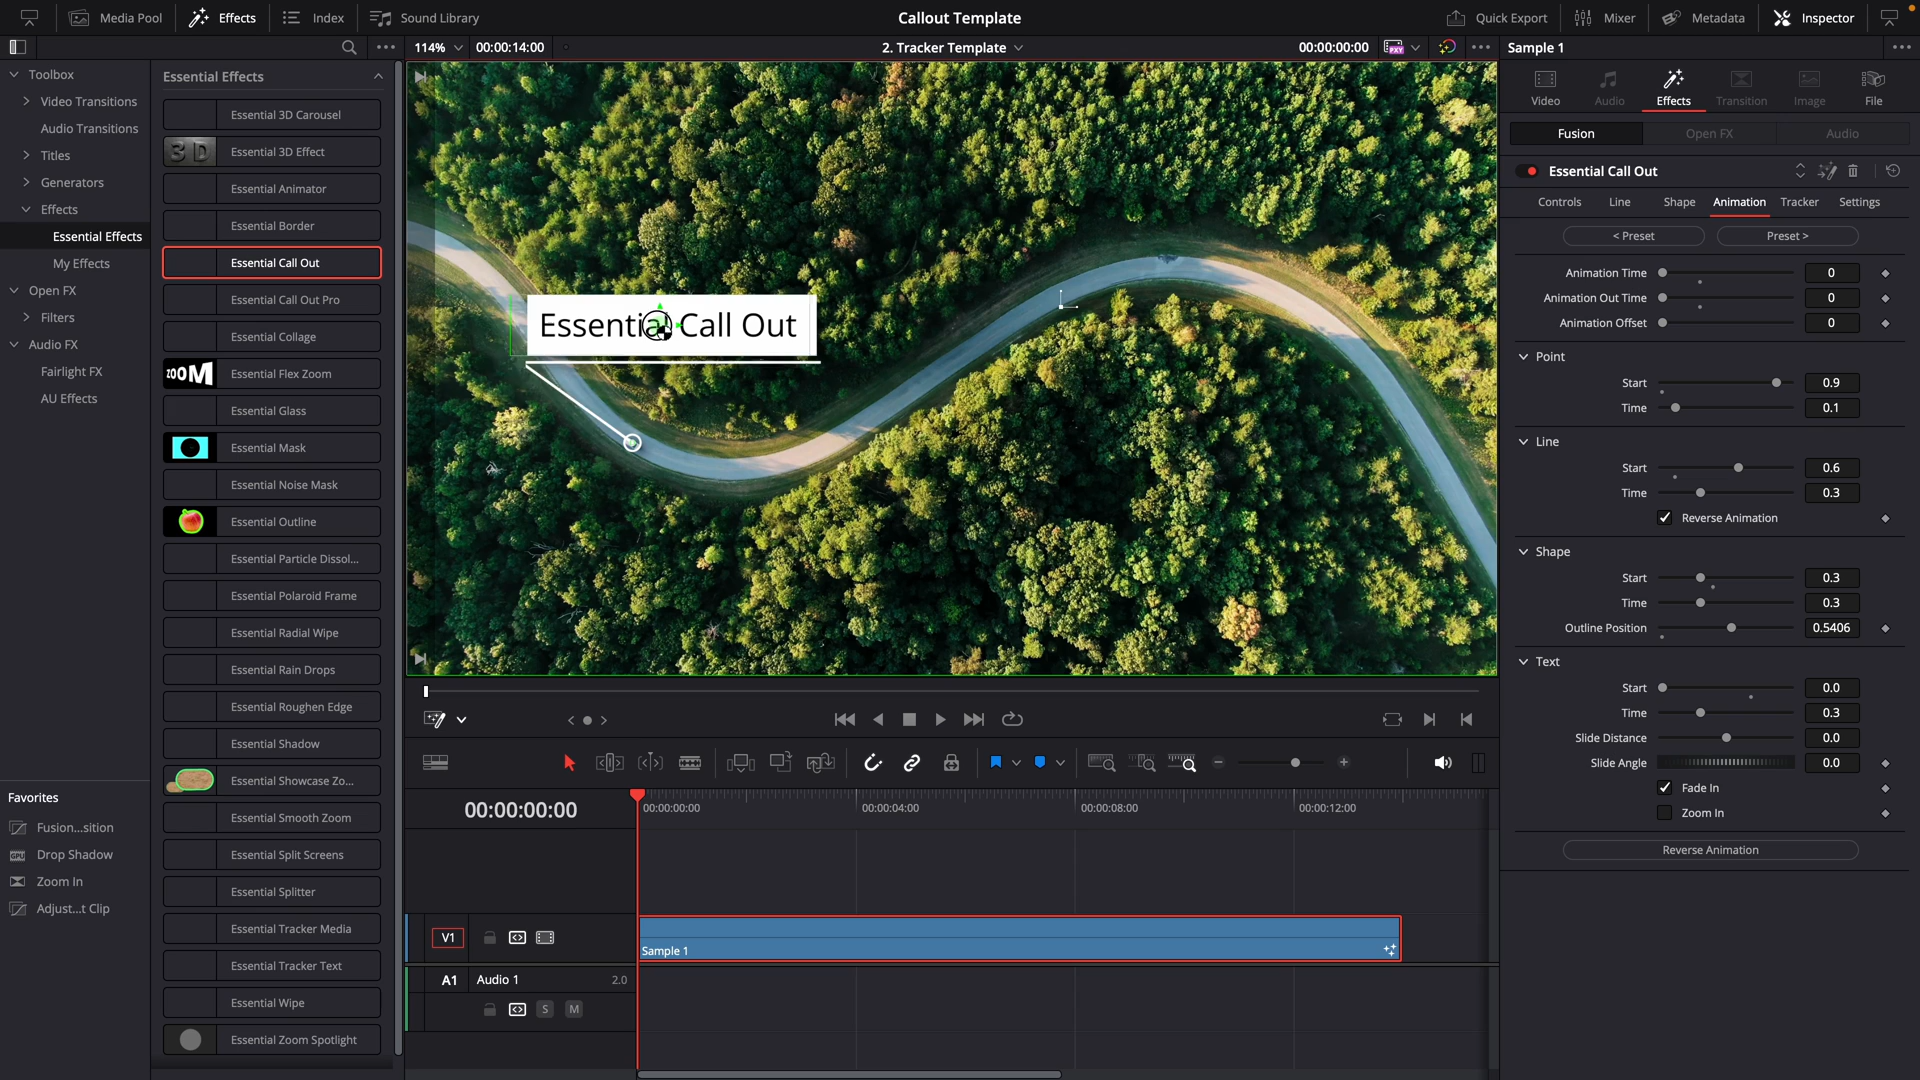 Media Pool
Effects
Index
Sound Library
Callout Template
Quick Export
Mixer
Metadata
Inspector
114%
00:00:14:00
2. Tracker Template
00:00:00:00
PXY
Sample 1
Toolbox
Video Transitions
Audio Transitions
Titles
Generators
Effects
Essential Effects
My Effects
Open FX
Filters
Audio FX
Fairlight FX
AU Effects
Favorites
Fusion...sition
Drop Shadow
Zoom In
Adjust...t Clip
Essential Effects
Essential 3D Carousel
3D
Essential 3D Effect
Essential Animator
Essential Border
Essential Call Out
Essential Call Out Pro
Essential Collage
ZOOM
Essential Flex Zoom
Essential Glass
Essential Mask
Essential Noise Mask
Essential Outline
Essential Particle Dissol...
Essential Polaroid Frame
Essential Radial Wipe
Essential Rain Drops
Essential Roughen Edge
Essential Shadow
Essential Showcase Zo...
Essential Smooth Zoom
Essential Split Screens
Essential Splitter
Essential Tracker Media
Essential Tracker Text
Essential Wipe
Essential Zoom Spotlight
Essential Call Out
00:00:00:00
00:00:00:00
00:00:04:00
00:00:08:00
00:00:12:00
V1
Sample 1
A1
Audio 1
2.0
S
M
Video
Audio
Effects
Transition
Image
File
Fusion
Open FX
Audio
Essential Call Out
Controls
Line
Shape
Animation
Tracker
Settings
< Preset
Preset >
Animation Time
0
Animation Out Time
0
Animation Offset
0
Point
Start
0.9
Time
0.1
Line
Start
0.6
Time
0.3
Reverse Animation
Shape
Start
0.3
Time
0.3
Outline Position
0.5406
Text
Start
0.0
Time
0.3
Slide Distance
0.0
Slide Angle
0.0
Fade In
Zoom In
Reverse Animation